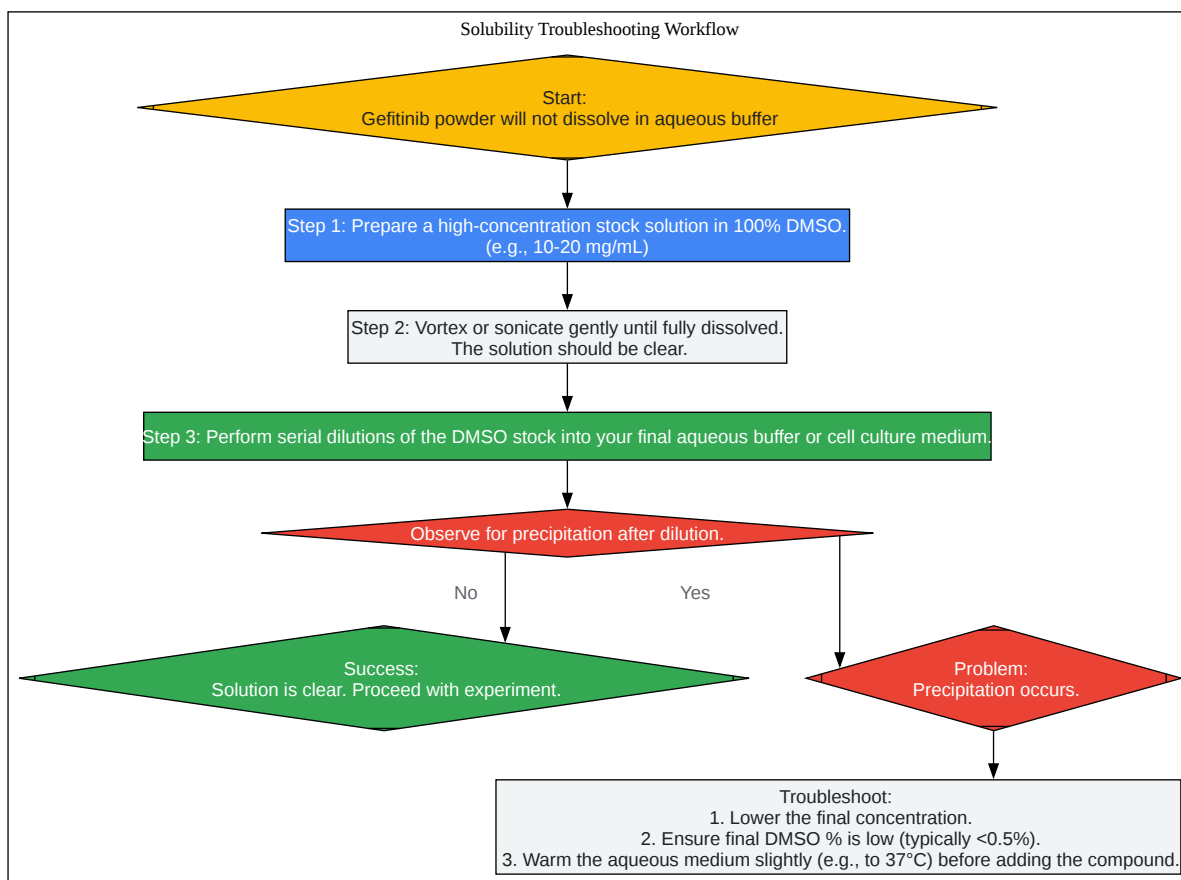 Solubility Troubleshooting Workflow
Start:
Gefitinib powder will not dissolve in aqueous buffer
Step 1: Prepare a high-concentration stock solution in 100% DMSO.
(e.g., 10-20 mg/mL)
Step 2: Vortex or sonicate gently until fully dissolved.
The solution should be clear.
Step 3: Perform serial dilutions of the DMSO stock into your final aqueous buffer or cell culture medium.
Observe for precipitation after dilution.
No
Yes
Success:
Solution is clear. Proceed with experiment.
Problem:
Precipitation occurs.
Troubleshoot:
1. Lower the final concentration.
2. Ensure final DMSO % is low (typically <0.5%).
3. Warm the aqueous medium slightly (e.g., to 37°C) before adding the compound.